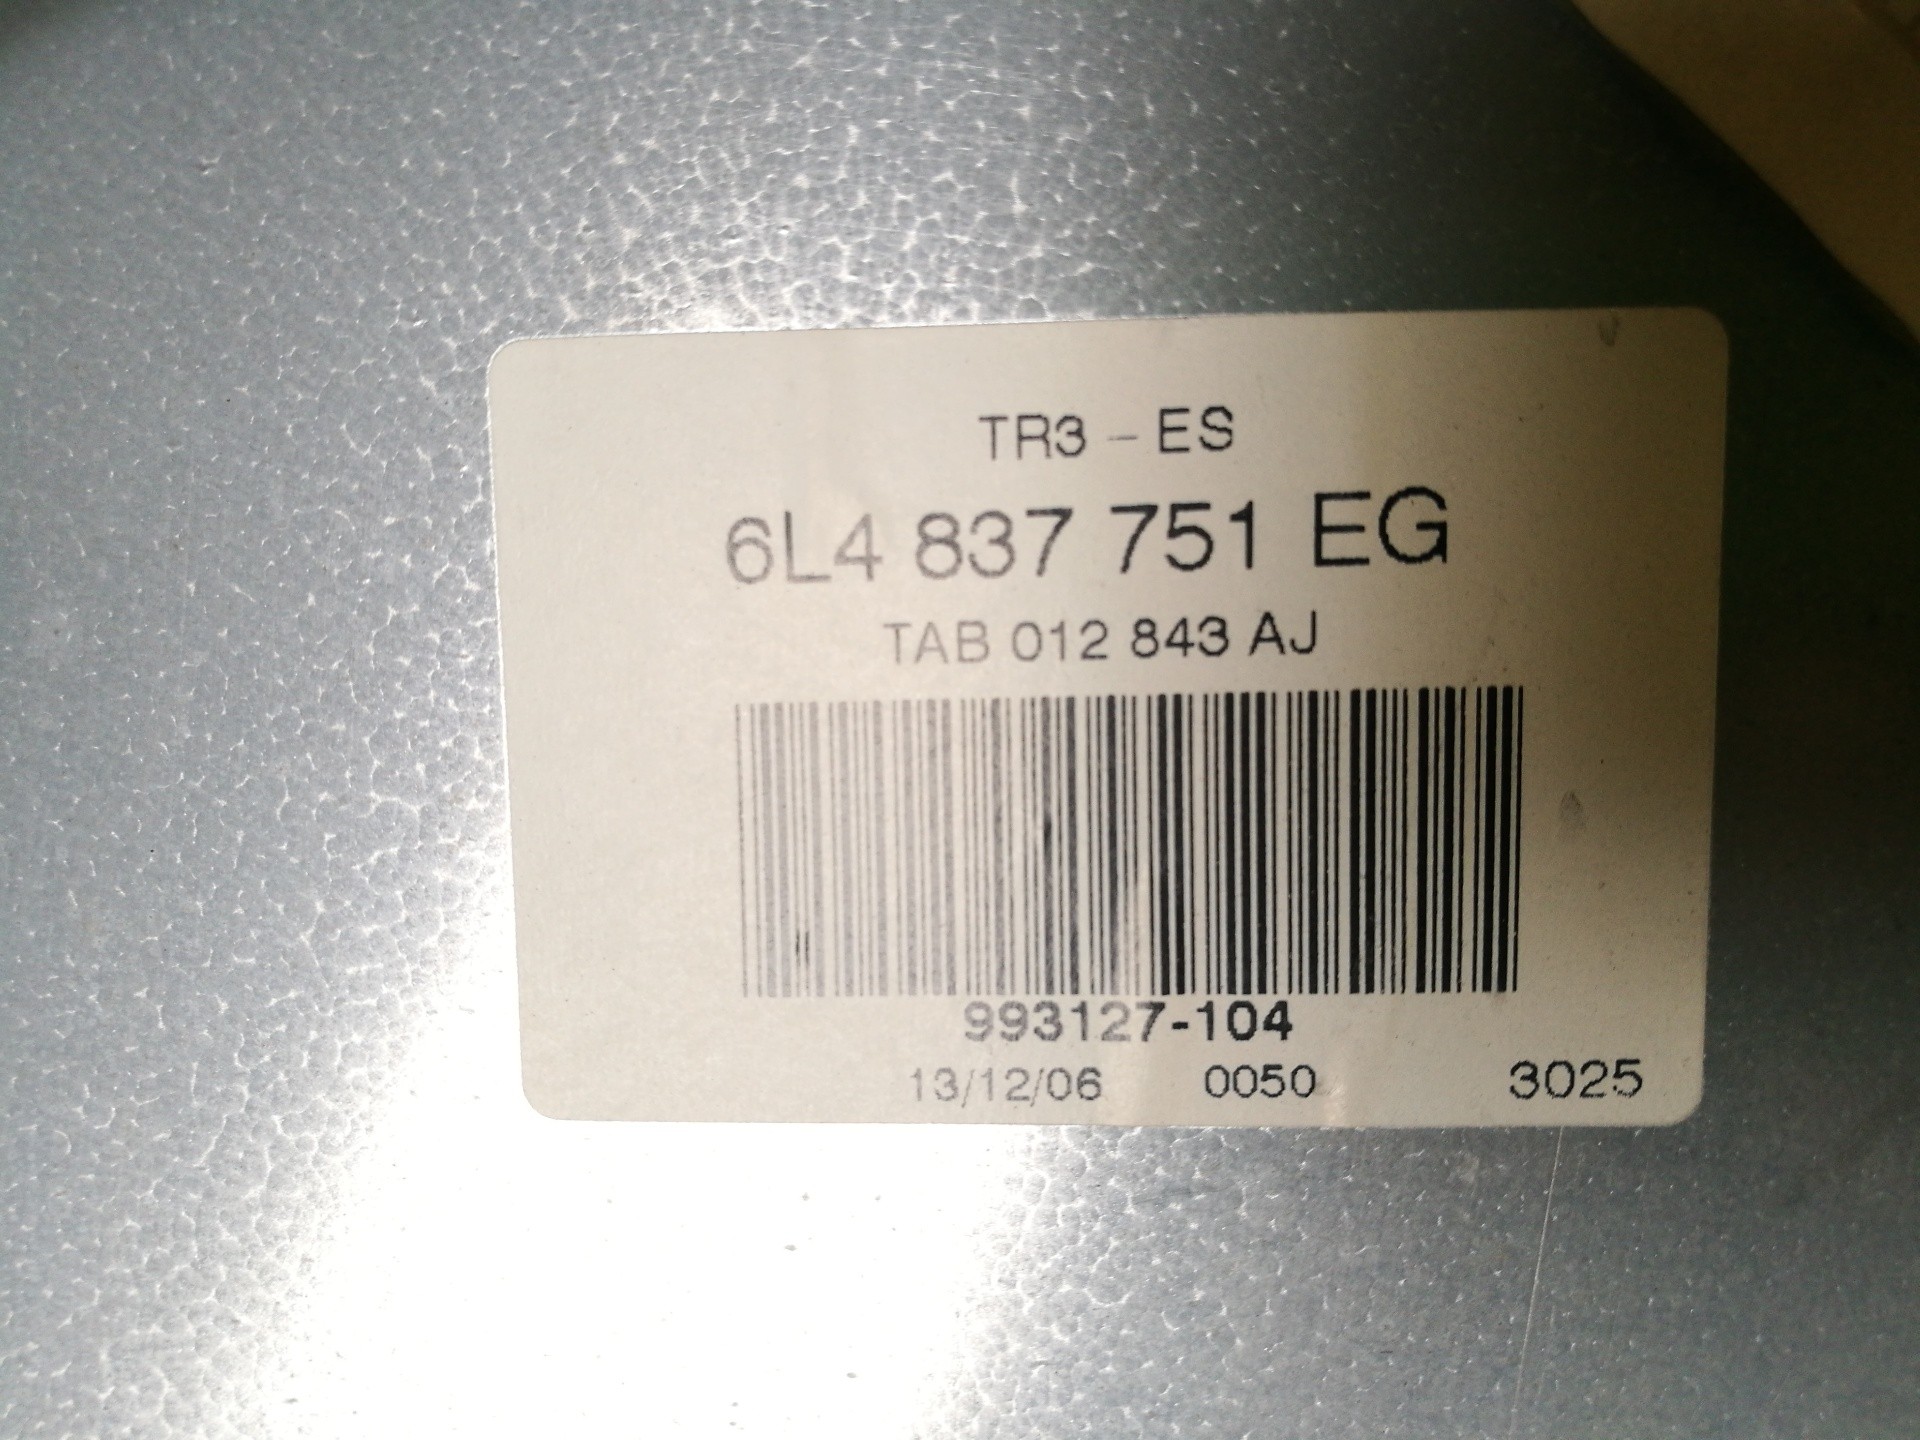 TR3 - ES
6L4 837 751 EG
TAB 012 843 AJ
993127-104
13/12/06 0050 3025